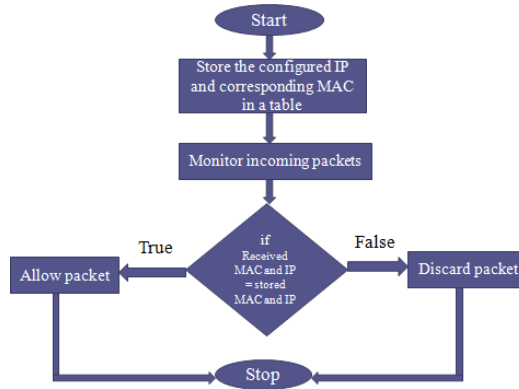 Start
Store the configured IP
and corresponding MAC
in a table
Monitor incoming packets
if
Received
MAC and IP
= stored
MAC and IP
True
False
Allow packet
Discard packet
Stop